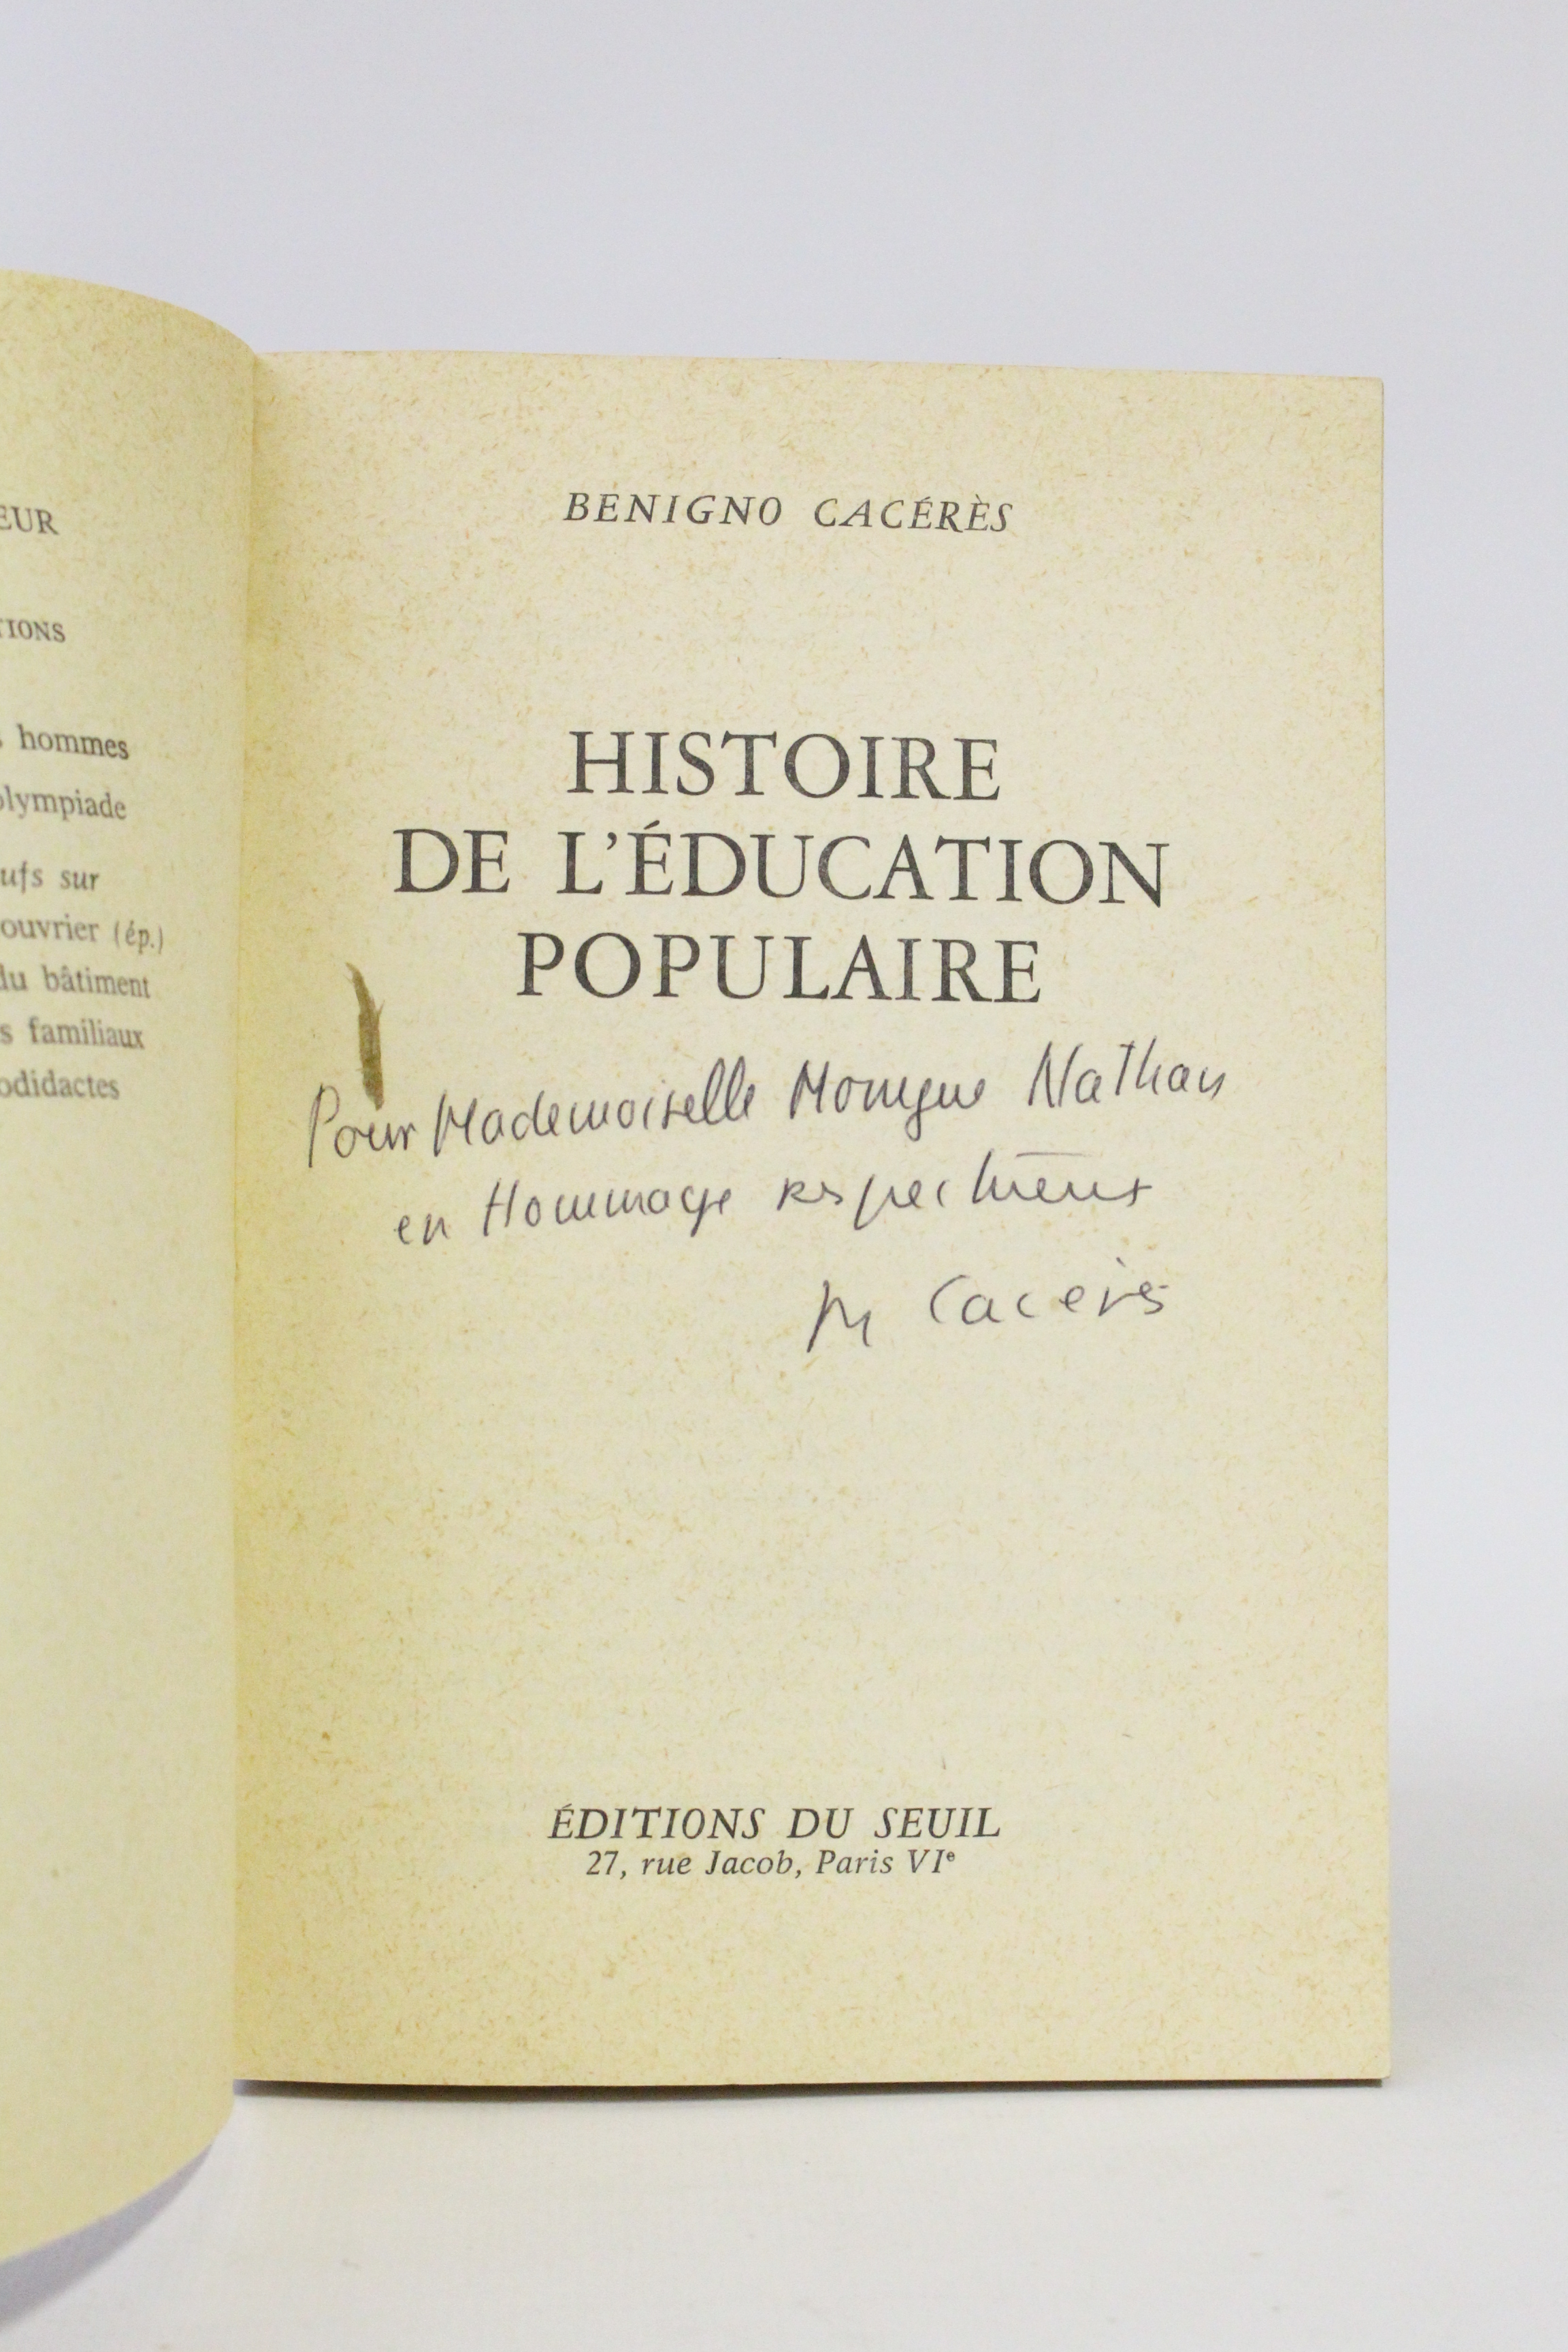 EUR
TIONS
s hommes
olympiade
ufs sur
ouvrier (ép.)
du bâtiment
s familiaux
odidactes
BENIGNO CACÉRÈS
HISTOIRE
DE L'ÉDUCATION
POPULAIRE
Pour Mademoiselle Monique Nathan
en Hommage respectueux
Cacérès
ÉDITIONS DU SEUIL
27, rue Jacob, Paris VIe